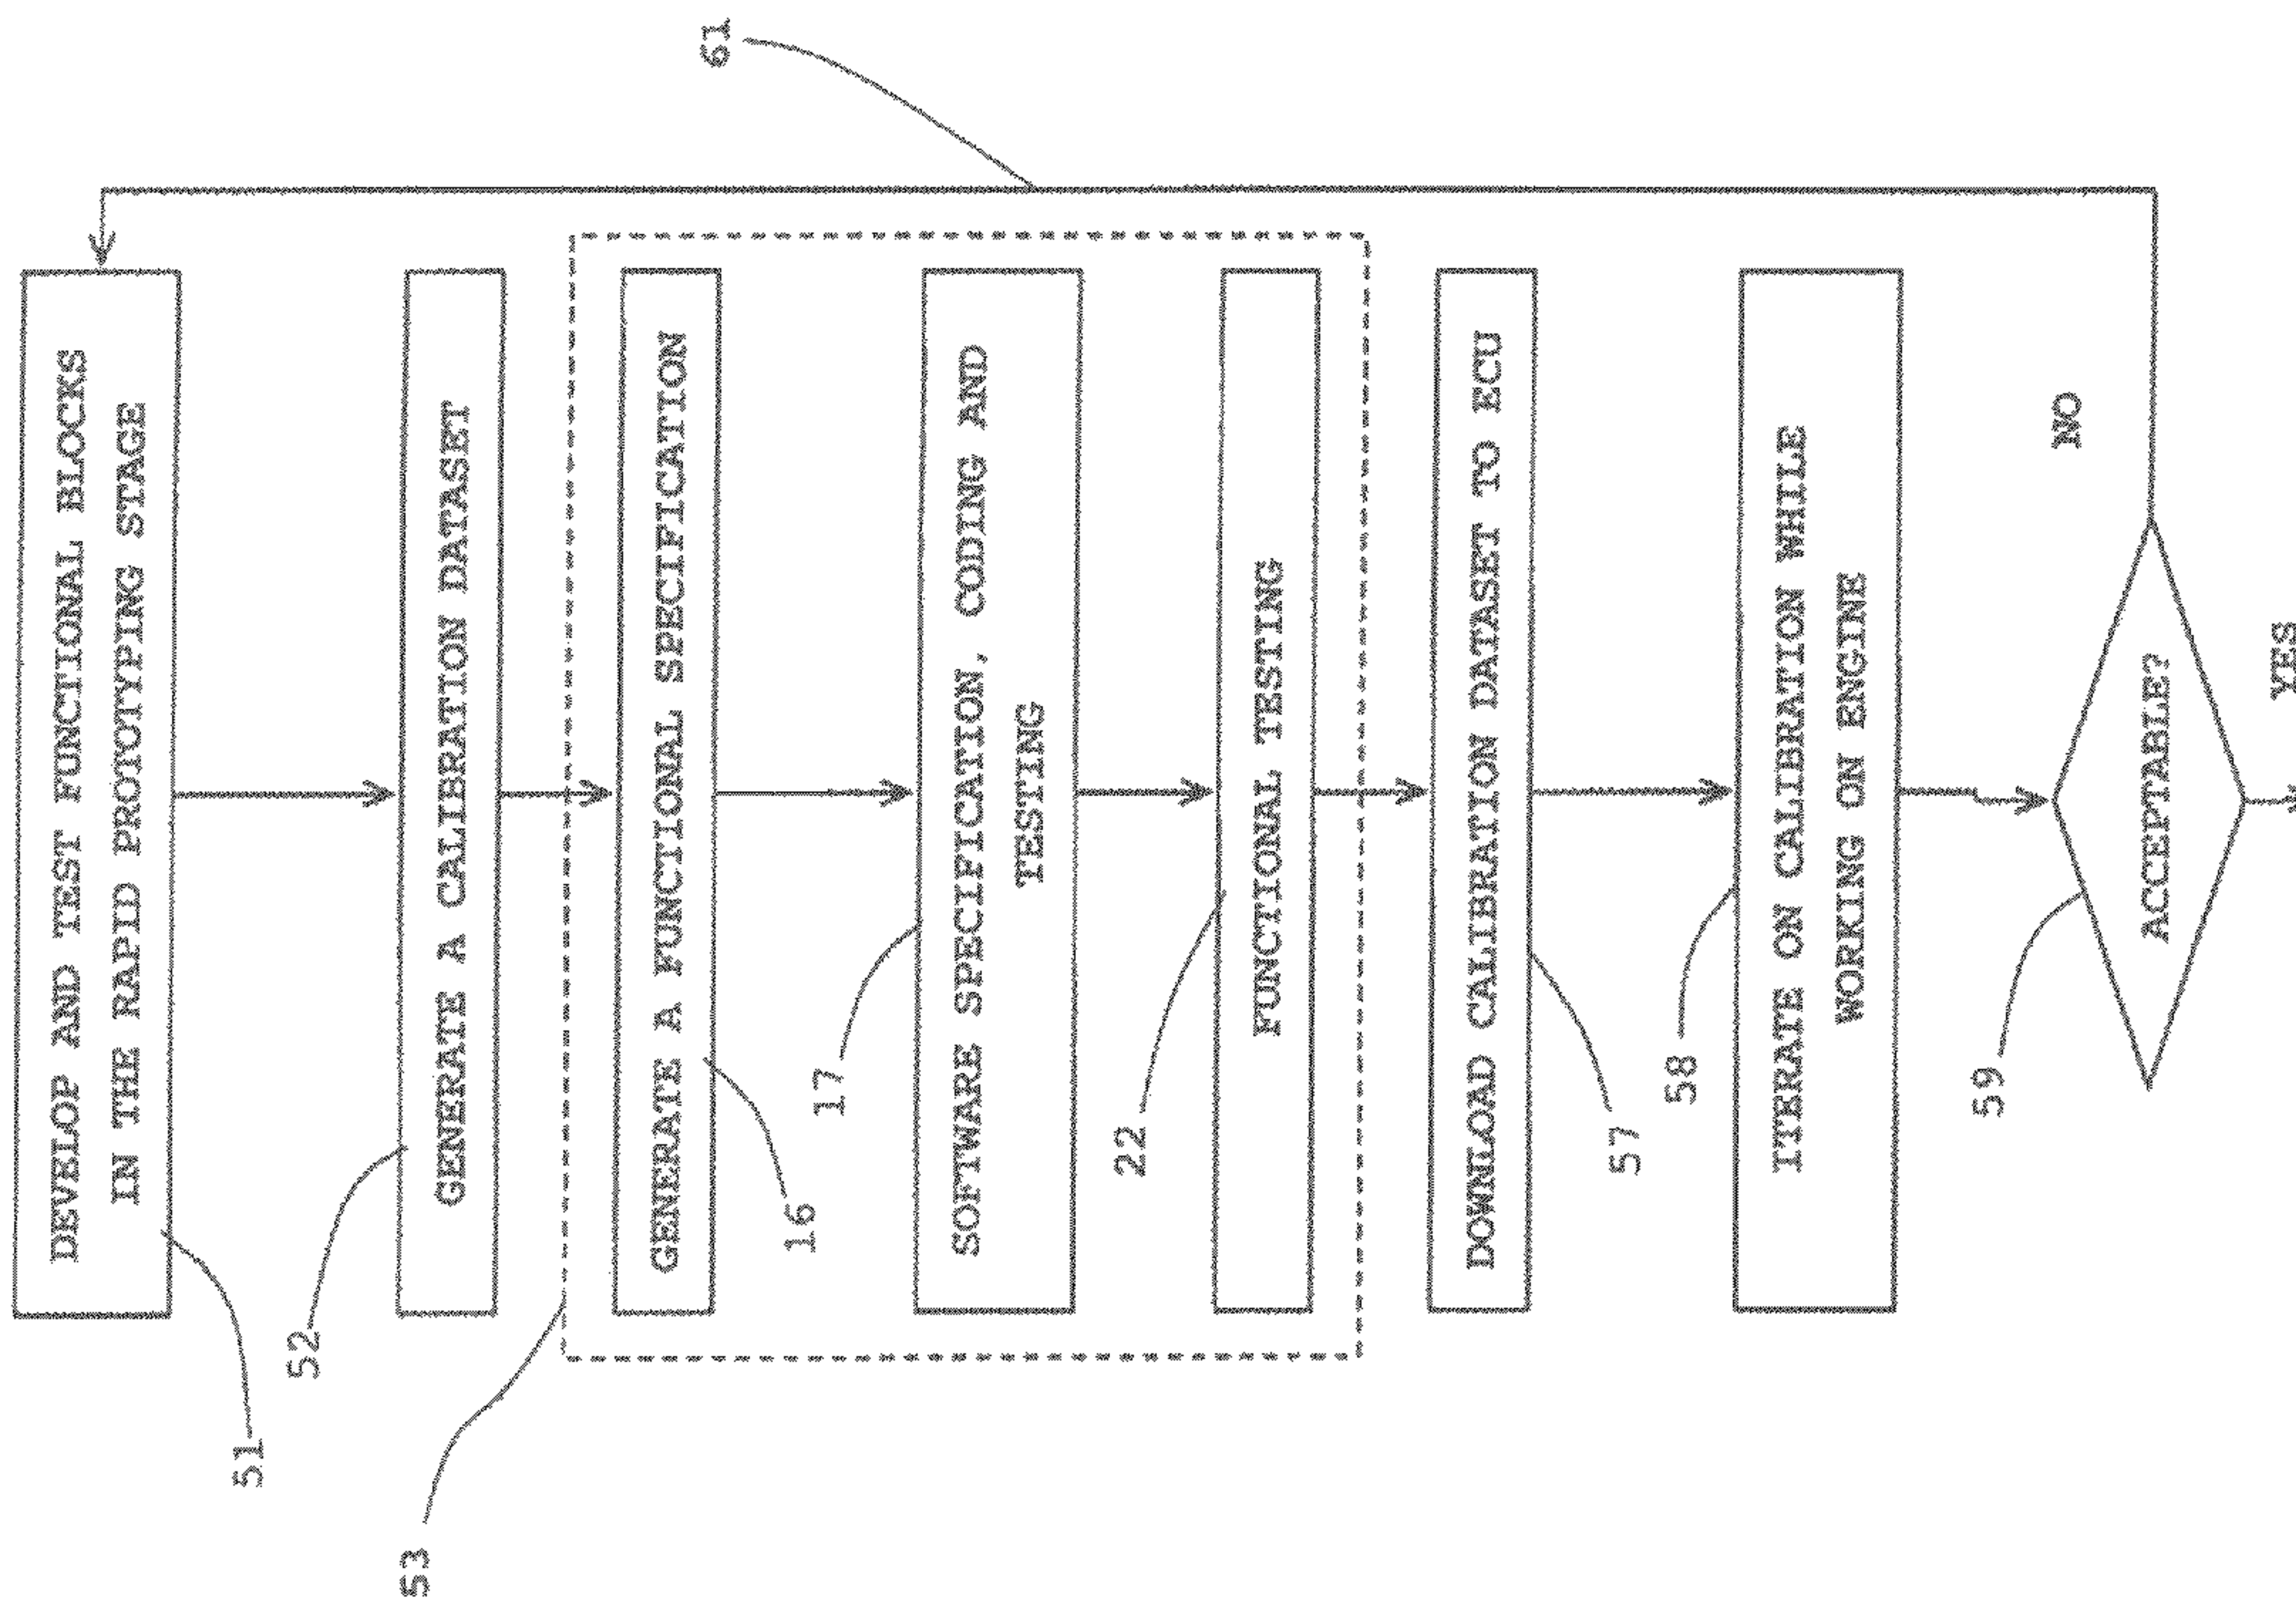 61
DEVELOP AND TEST FUNCTIONAL BLOCKS
IN THE RAPID PROTOTYPING STAGE
51
GENERATE A CALIBRATION DATASET
52
53
GENERATE A FUNCTIONAL SPECIFICATION
16
SOFTWARE SPECIFICATION, CODING AND
TESTING
17
FUNCTIONAL TESTING
22
DOWNLOAD CALIBRATION DATASET TO ECU
57
ITERATE ON CALIBRATION WHILE
WORKING ON ENGINE
58
ACCEPTABLE?
59
NO
YES